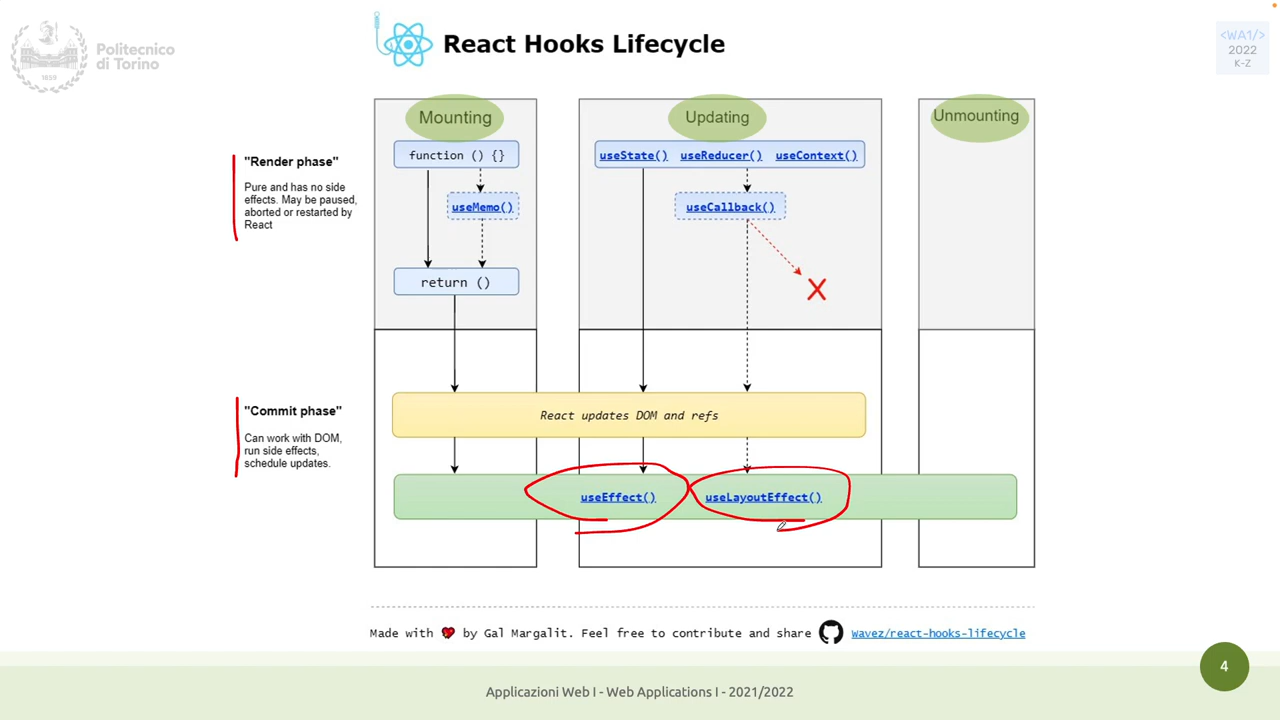 Politecnico
di Torino
1859
React Hooks Lifecycle
<WA1/>
2022
K-Z
Mounting
Updating
Unmounting
"Render phase"
Pure and has no side
effects. May be paused,
aborted or restarted by
React
function () {}
useMemo()
return ()
useState() useReducer() useContext()
useCallback()
X
"Commit phase"
Can work with DOM,
run side effects,
schedule updates.
React updates DOM and refs
useEffect() useLayoutEffect()
Made with by Gal Margalit. Feel free to contribute and share Wavez/react-hooks-lifecycle
4
Applicazioni Web I - Web Applications I - 2021/2022